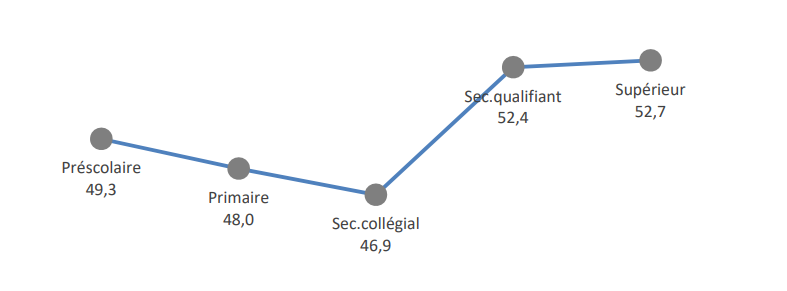 Préscolaire
49,3
Primaire
48,0
Sec.collégial
46,9
Sec.qualifiant
52,4
Supérieur
52,7